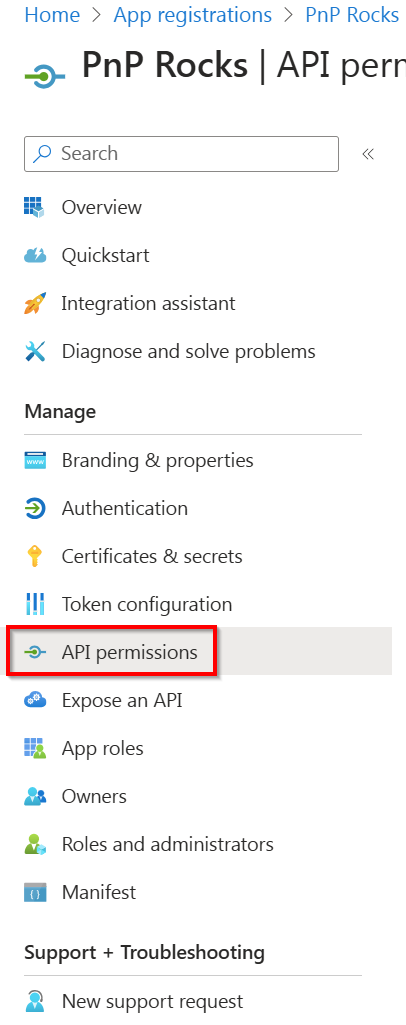 Home > App registrations > PnP Rocks
PnP Rocks | API perm
Search «
Overview
Quickstart
Integration assistant
Diagnose and solve problems
Manage
Branding & properties
Authentication
Certificates & secrets
Token configuration
API permissions
Expose an API
App roles
Owners
Roles and administrators
Manifest
Support + Troubleshooting
New support request